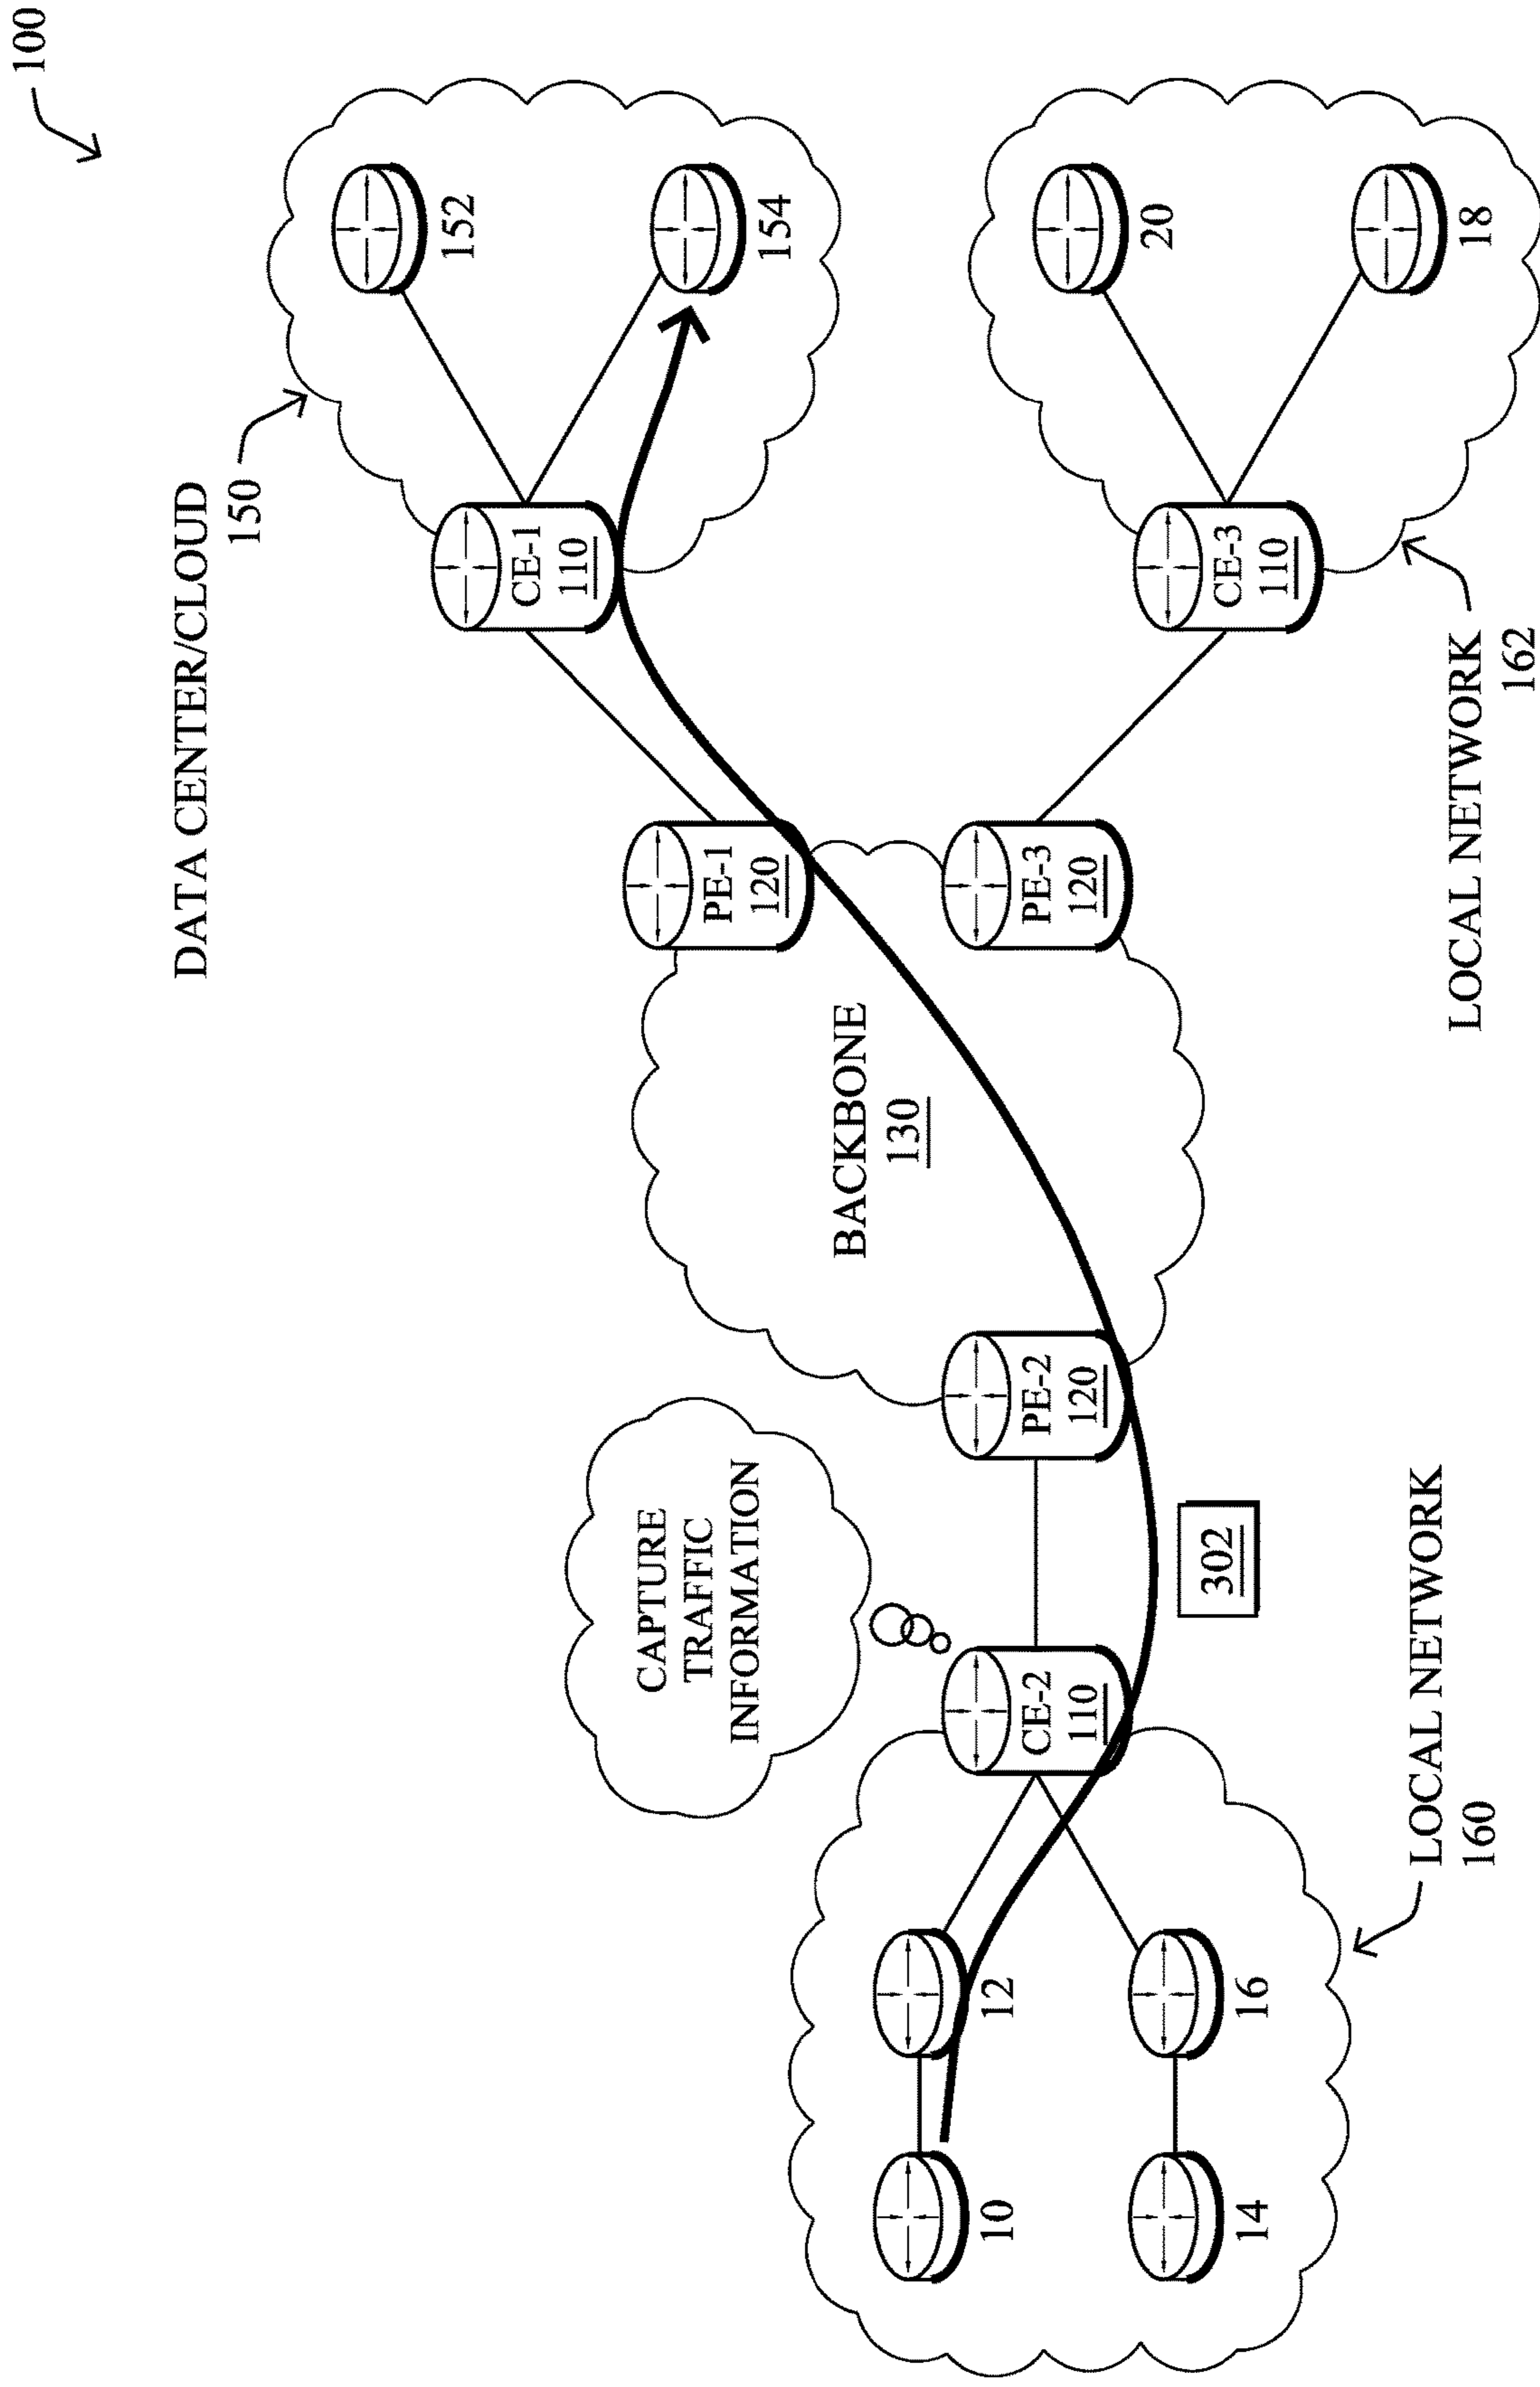 100
DATA CENTER/CLOUD
150
152
154
CE-1
110
PE-1
120
BACKBONE
130
CAPTURE
TRAFFIC
INFORMATION
10
12
14
16
CE-2
110
302
PE-2
120
PE-3
120
CE-3
110
20
18
LOCAL NETWORK
160
LOCAL NETWORK
162